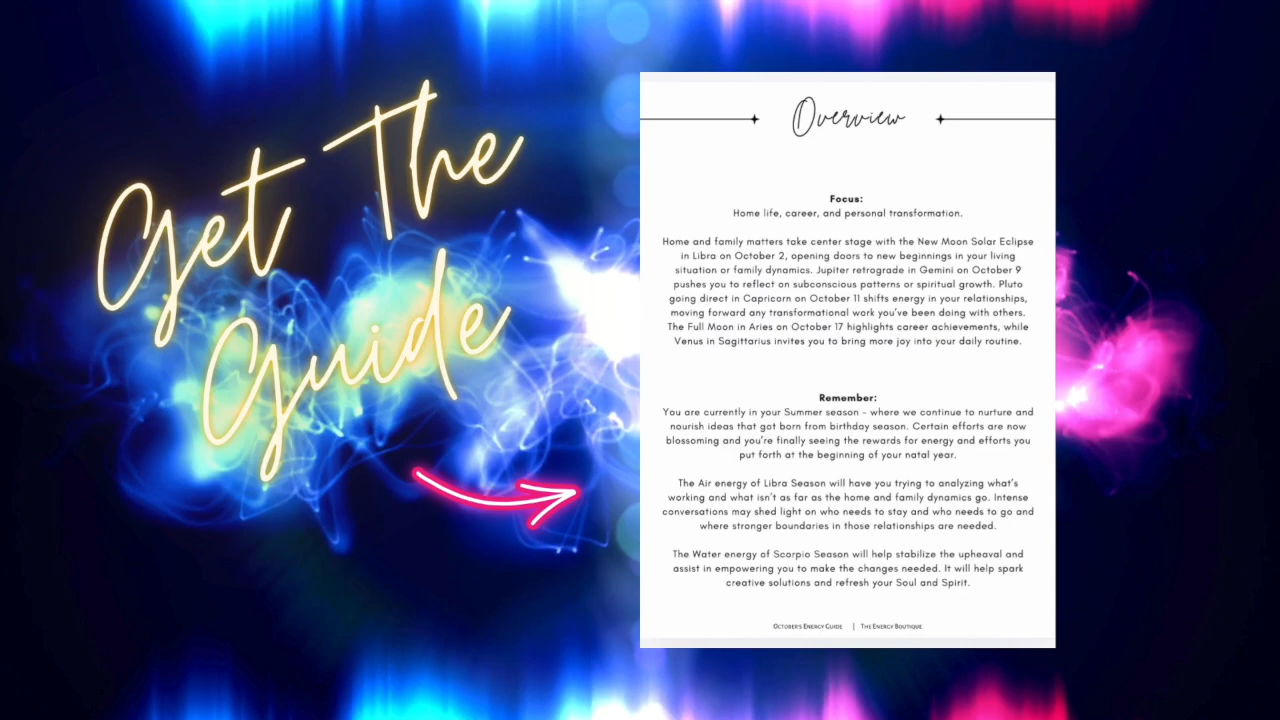 Get The
Guide
Overview
Focus:
Home life, career, and personal transformation.
Home and family matters take center stage with the New Moon Solar Eclipse
in Libra on October 2, opening doors to new beginnings in your living
situation or family dynamics. Jupiter retrograde in Gemini on October 9
pushes you to reflect on subconscious patterns or spiritual growth. Pluto
going direct in Capricorn on October 11 shifts energy in your relationships,
moving forward any transformational work you've been doing with others.
The Full Moon in Aries on October 17 highlights career achievements, while
Venus in Sagittarius invites you to bring more joy into your daily routine.
Remember:
You are currently in your Summer season - where we continue to nurture and
nourish ideas that got born from birthday season. Certain efforts are now
blossoming and you're finally seeing the rewards for energy and efforts you
put forth at the beginning of your natal year.
The Air energy of Libra Season will have you trying to analyzing what's
working and what isn't as far as the home and family dynamics go. Intense
conversations may shed light on who needs to stay and who needs to go and
where stronger boundaries in those relationships are needed.
The Water energy of Scorpio Season will help stabilize the upheaval and
assist in empowering you to make the changes needed. It will help spark
creative solutions and refresh your Soul and Spirit.
October's Energy Guide | The Energy Boutique